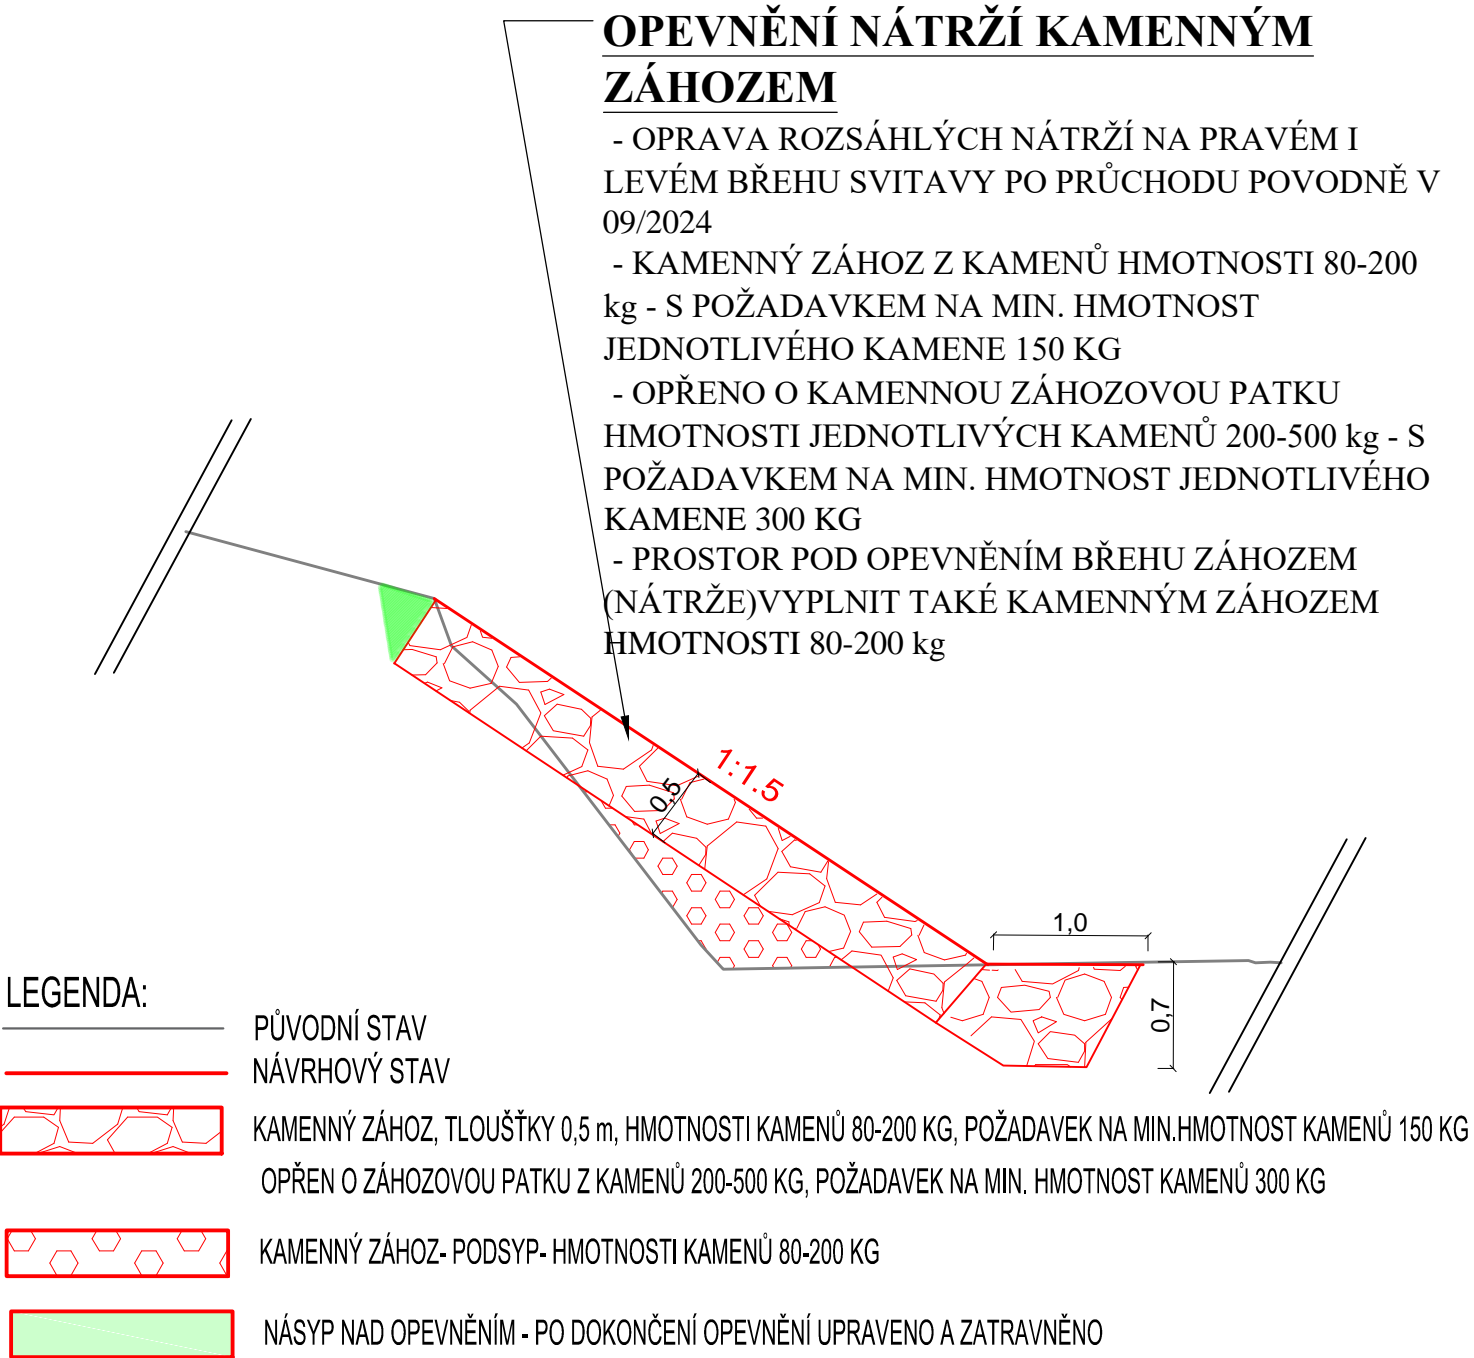 OPEVNĚNÍ NÁTRŽÍ KAMENNÝM
ZÁHOZEM
- OPRAVA ROZSÁHLÝCH NÁTRŽÍ NA PRAVÉM I
LEVÉM BŘEHU SVITAVY PO PRŮCHODU POVODNĚ V
09/2024
- KAMENNÝ ZÁHOZ Z KAMENŮ HMOTNOSTI 80-200
kg - S POŽADAVKEM NA MIN. HMOTNOST
JEDNOTLIVÉHO KAMENE 150 KG
- OPŘENO O KAMENNOU ZÁHOZOVOU PATKU
HMOTNOSTI JEDNOTLIVÝCH KAMENŮ 200-500 kg - S
POŽADAVKEM NA MIN. HMOTNOST JEDNOTLIVÉHO
KAMENE 300 KG
- PROSTOR POD OPEVNĚNÍM BŘEHU ZÁHOZEM
(NÁTRŽE)VYPLNIT TAKÉ KAMENNÝM ZÁHOZEM
HMOTNOSTI 80-200 kg
1:1.5
0,5
1,0
0,7
LEGENDA:
PŮVODNÍ STAV
NÁVRHOVÝ STAV
KAMENNÝ ZÁHOZ, TLOUŠŤKY 0,5 m, HMOTNOSTI KAMENŮ 80-200 KG, POŽADAVEK NA MIN.HMOTNOST KAMENŮ 150 KG
OPŘEN O ZÁHOZOVOU PATKU Z KAMENŮ 200-500 KG, POŽADAVEK NA MIN. HMOTNOST KAMENŮ 300 KG
KAMENNÝ ZÁHOZ- PODSYP- HMOTNOSTI KAMENŮ 80-200 KG
NÁSYP NAD OPEVNĚNÍM - PO DOKONČENÍ OPEVNĚNÍ UPRAVENO A ZATRAVNĚNO